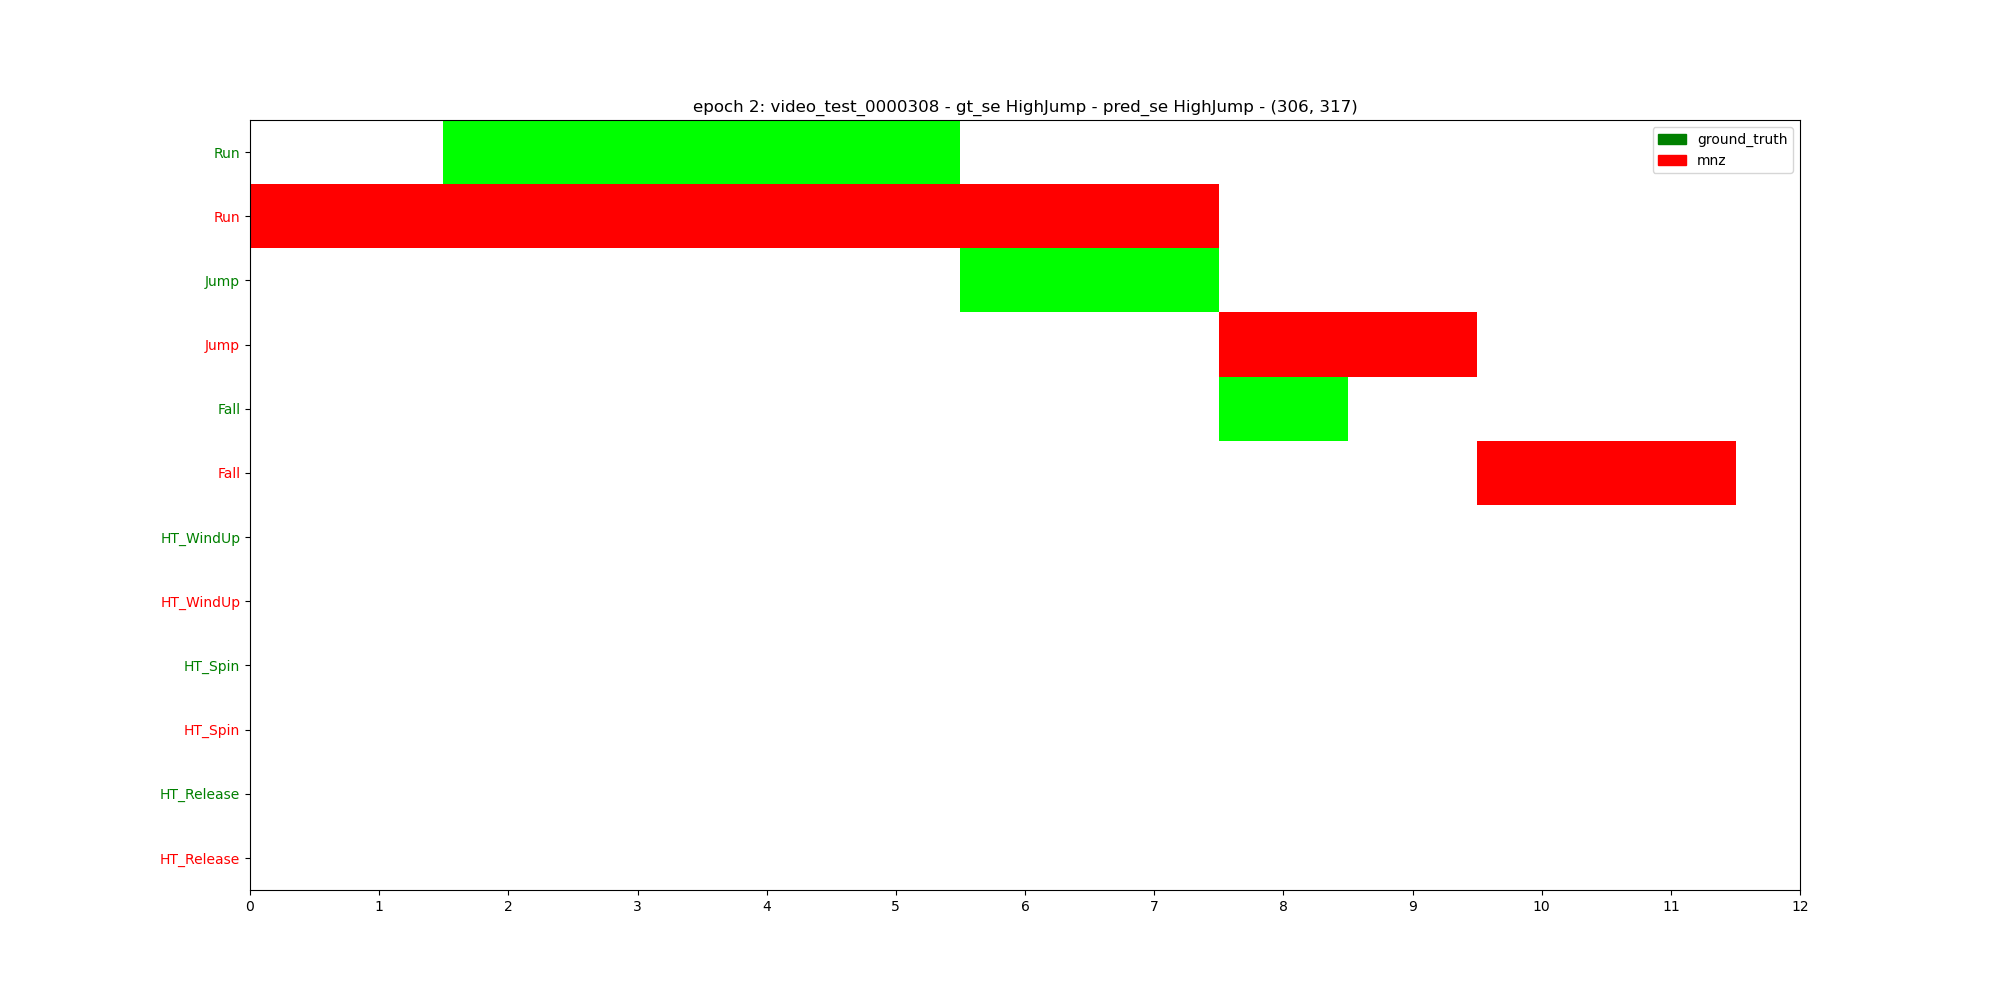 epoch 2: video_test_0000308 - gt_se HighJump - pred_se HighJump - (306, 317)
ground_truth
mnz
Run
Run
Jump
Jump
Fall
Fall
HT_WindUp
HT_WindUp
HT_Spin
HT_Spin
HT_Release
HT_Release
0 1 2 3 4 5 6 7 8 9 10 11 12